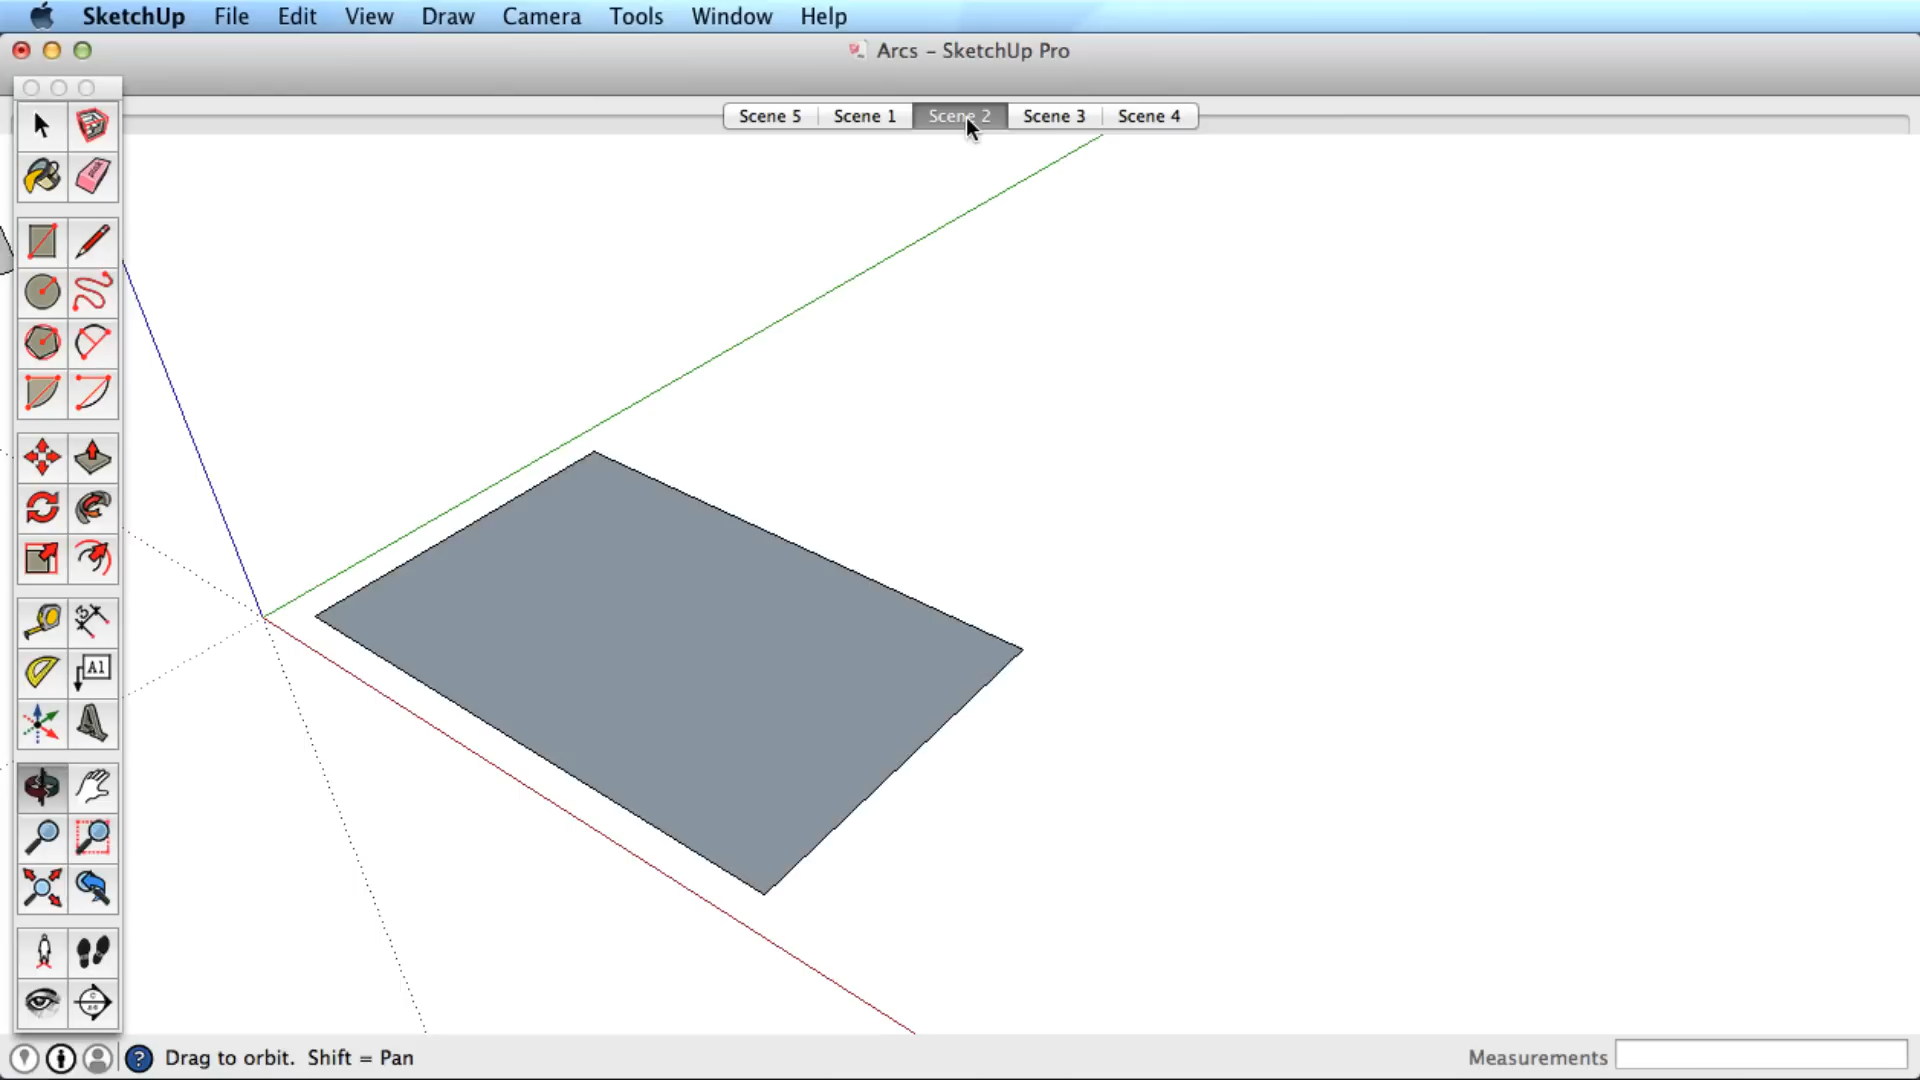 SketchUp File Edit View Draw Camera Tools Window Help
Arcs - SketchUp Pro
Scene 5 Scene 1 Scene 2 Scene 3 Scene 4
A1
Drag to orbit. Shift = Pan
Measurements